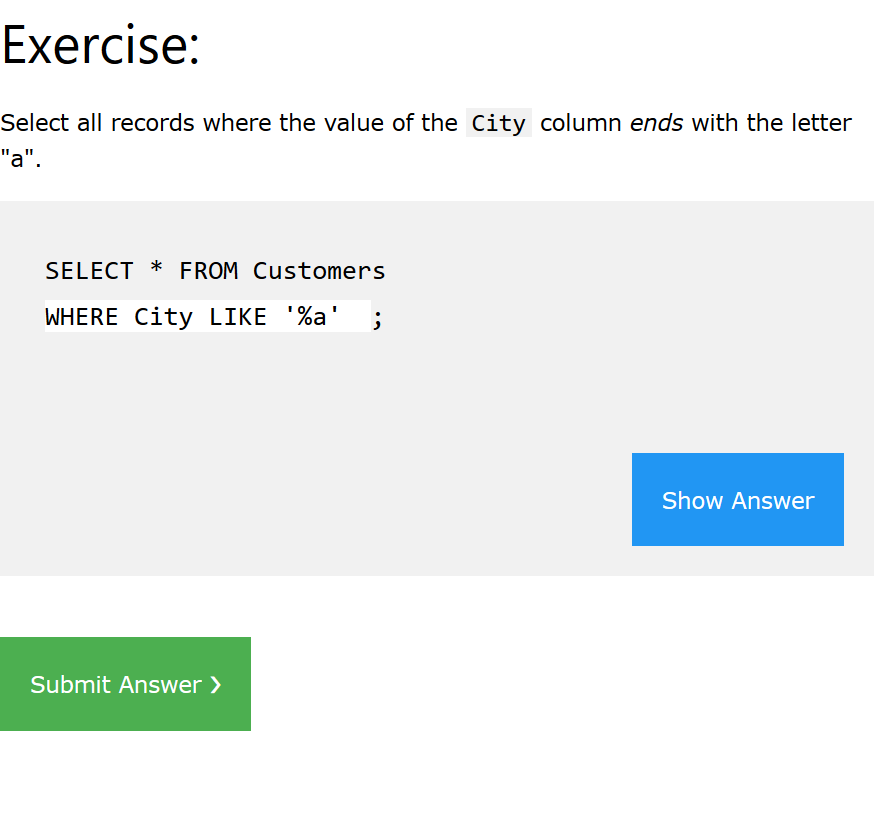 Exercise:
Select all records where the value of the City column ends with the letter
"a".
SELECT * FROM Customers
WHERE City LIKE '%a'  ;
Show Answer
Submit Answer ❯